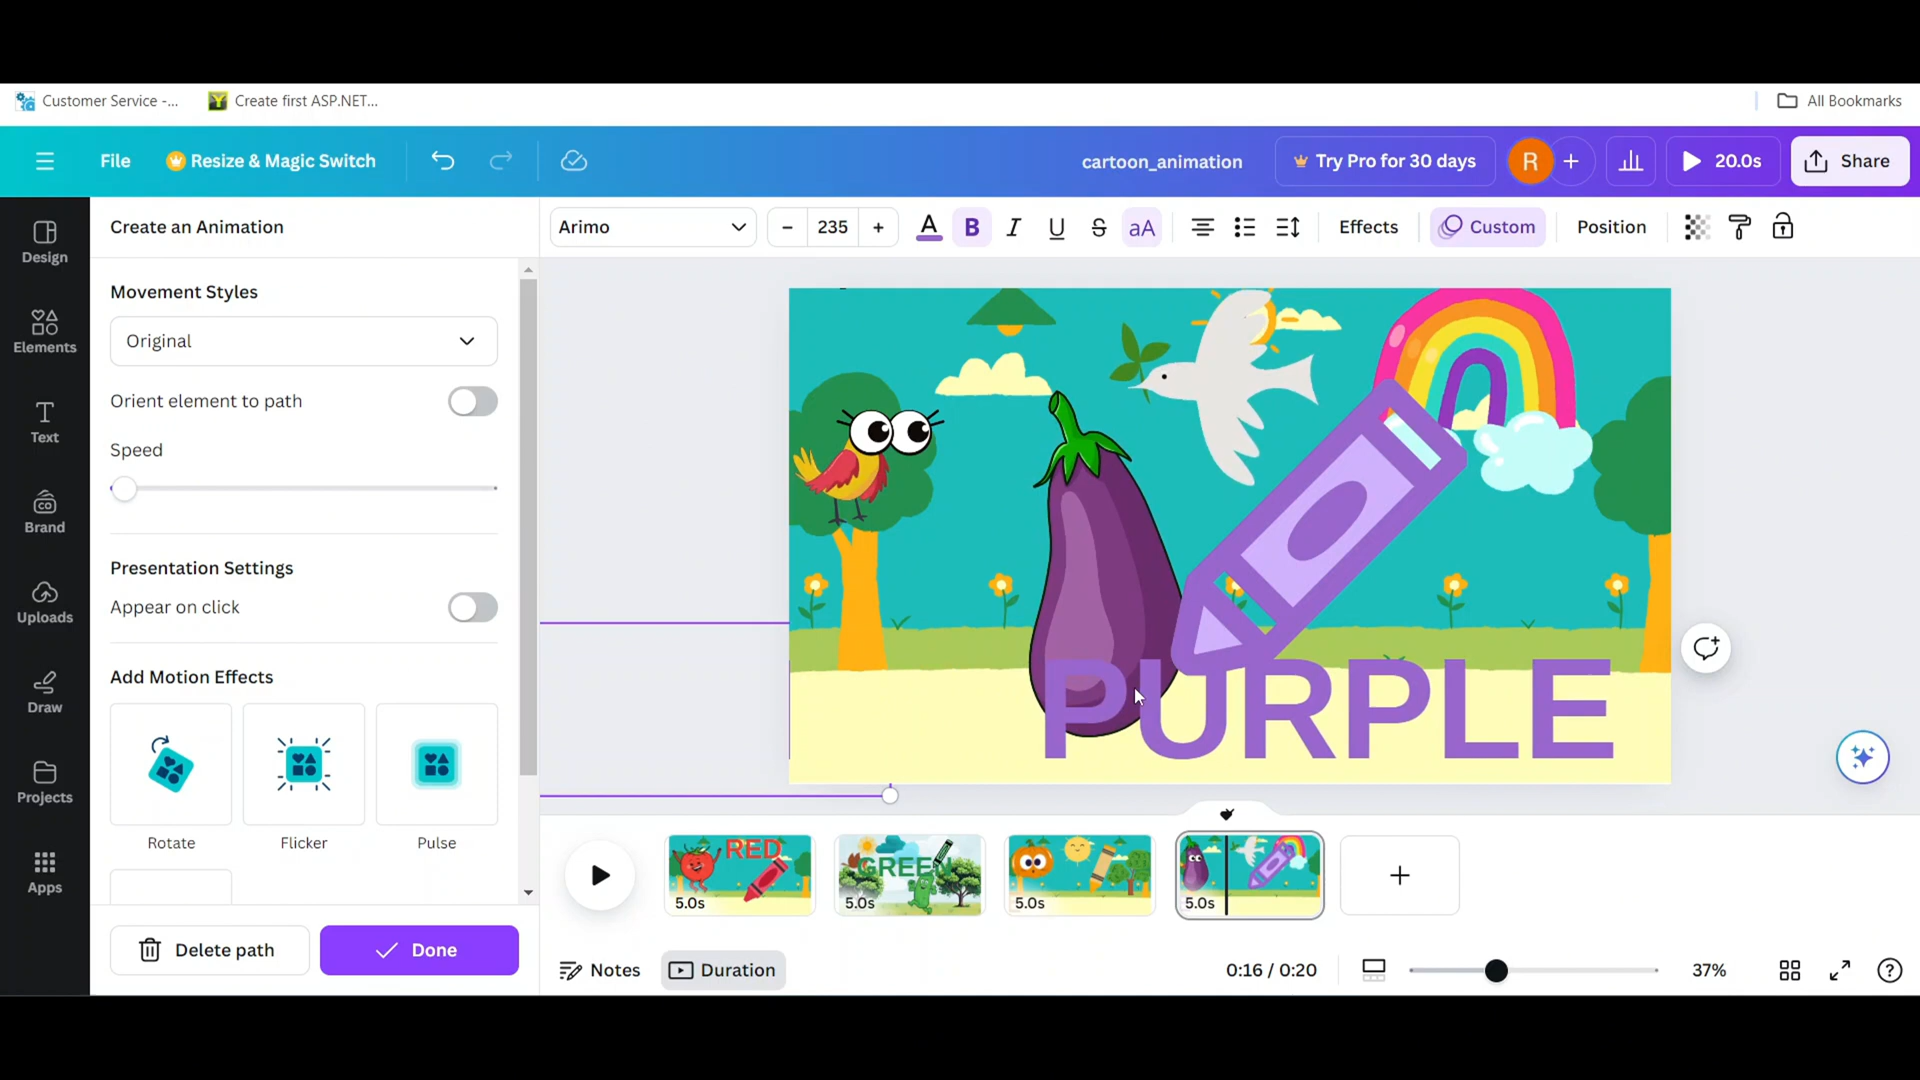 Customer Service -...
Create first ASP.NET...
All Bookmarks
File
Resize & Magic Switch
cartoon_animation
Try Pro for 30 days
R
20.0s
Share
Design
Elements
Text
Brand
Uploads
Draw
Projects
Apps
Create an Animation
Movement Styles
Original
Orient element to path
Speed
Presentation Settings
Appear on click
Add Motion Effects
Rotate
Flicker
Pulse
Delete path
Done
Arimo
235
A
B
I
U
S
aA
Effects
Custom
Position
PURPLE
RED
5.0s
GREEN
5.0s
5.0s
5.0s
Notes
Duration
0:16 / 0:20
37%